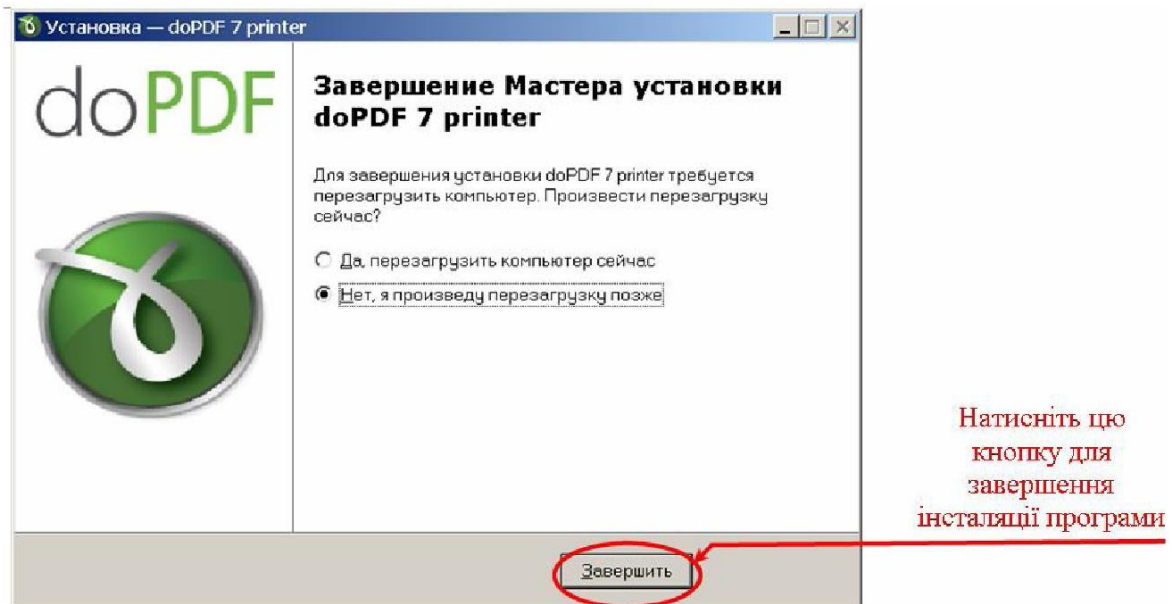 Установка — doPDF 7 printer
doPDF
Завершение Мастера установки
doPDF 7 printer
Для завершения установки doPDF 7 printer требуется
перезагрузить компьютер. Произвести перезагрузку
сейчас?
Да, перезагрузить компьютер сейчас
Нет, я произведу перезагрузку позже
Натисніть цю
кнопку для
завершення
інсталяції програми
Завершить